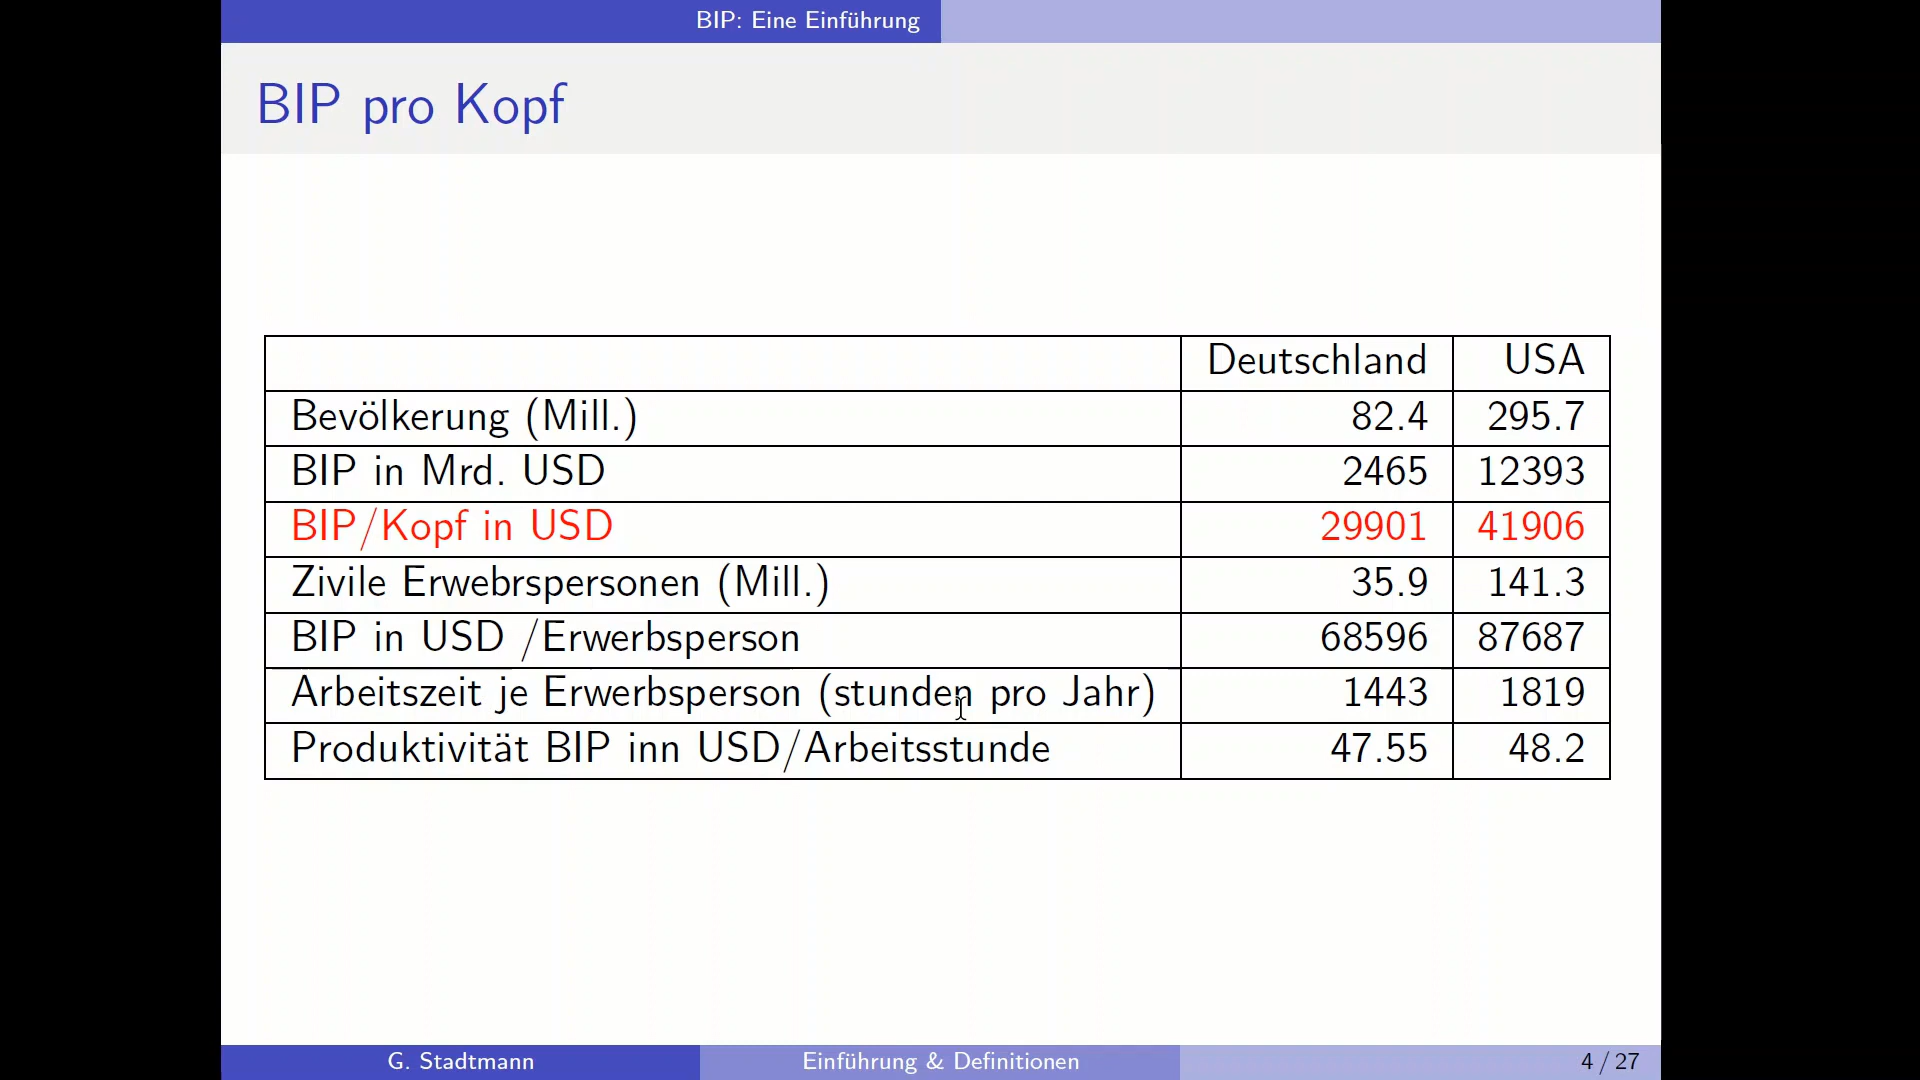 BIP: Eine Einführung
BIP pro Kopf
Deutschland USA
Bevölkerung (Mill.) 82.4 295.7
BIP in Mrd. USD 2465 12393
BIP/Kopf in USD 29901 41906
Zivile Erwebrspersonen (Mill.) 35.9 141.3
BIP in USD /Erwerbsperson 68596 87687
Arbeitszeit je Erwerbsperson (stunden pro Jahr) 1443 1819
Produktivität BIP inn USD/Arbeitsstunde 47.55 48.2
G. Stadtmann Einführung & Definitionen 4 / 27